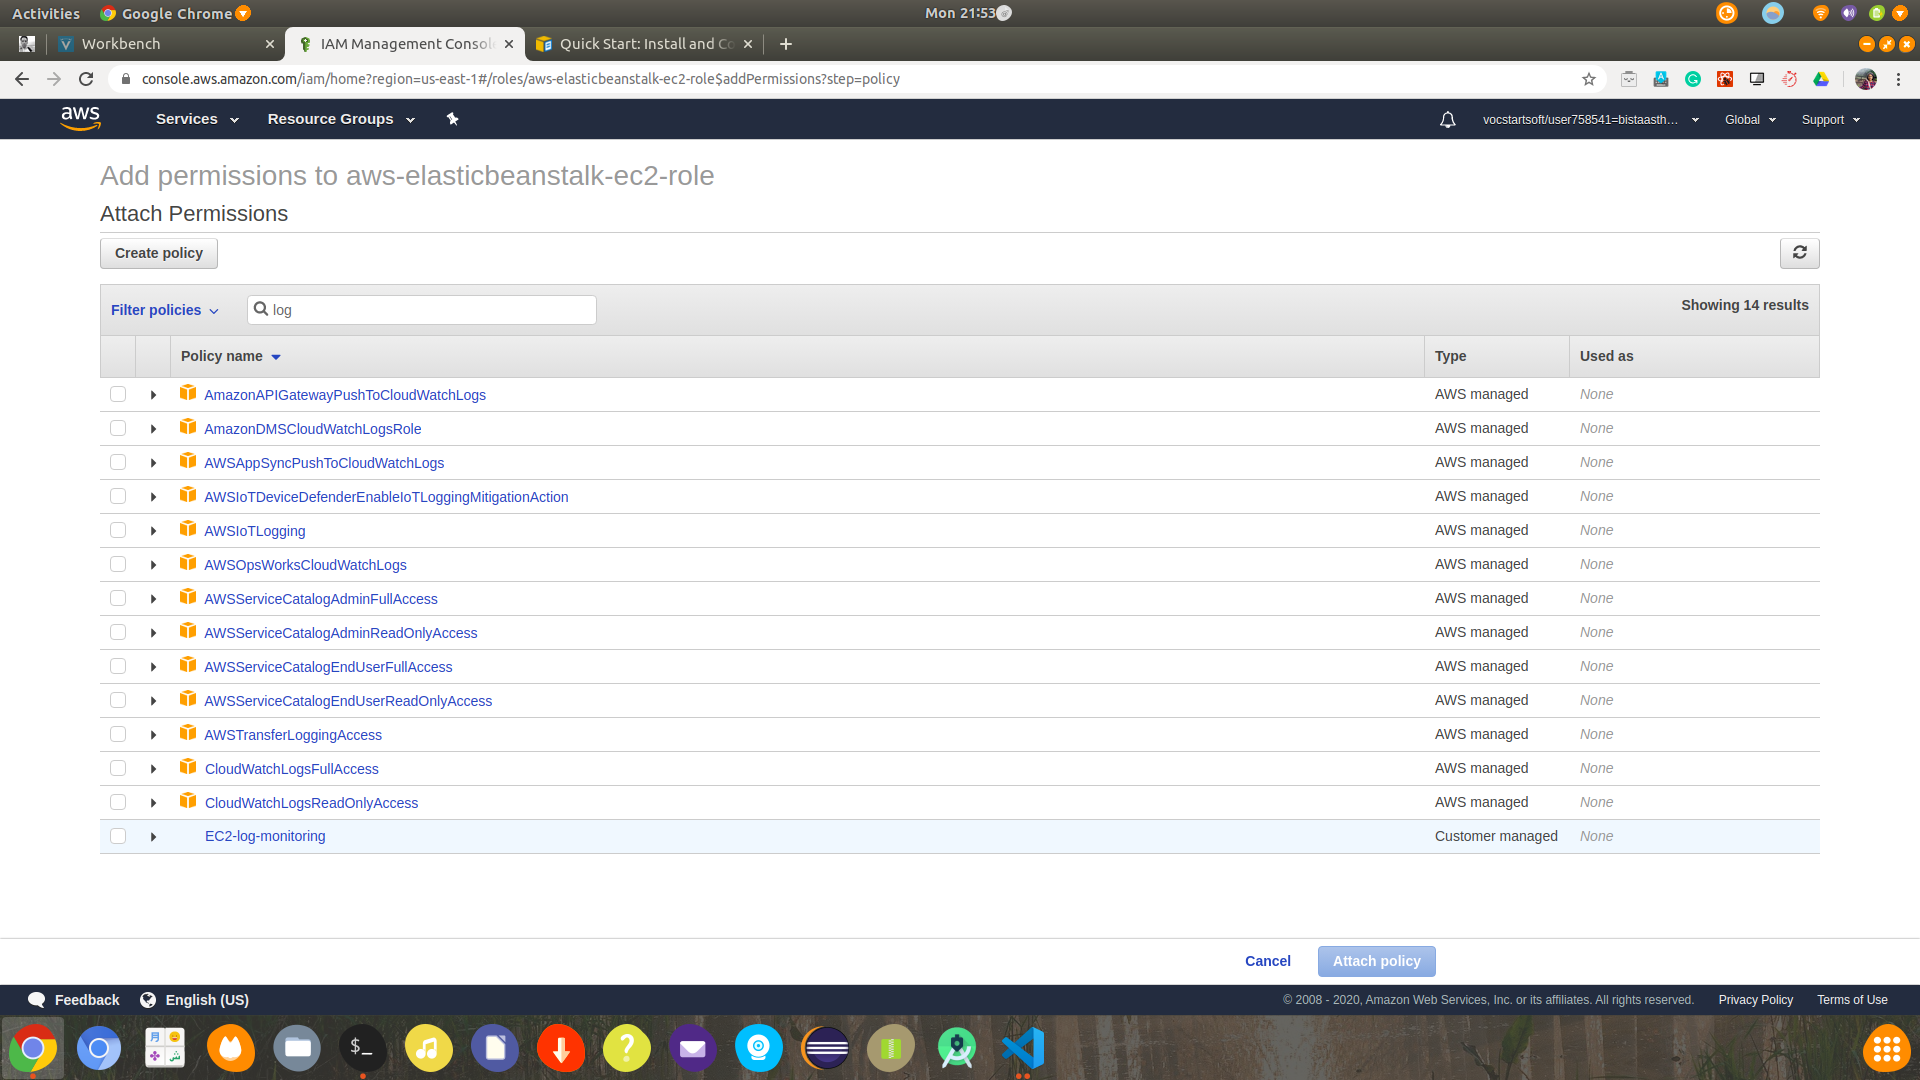 Activities Google Chrome Mon 21:53
Workbench IAM Management Consol Quick Start: Install and Co
console.aws.amazon.com/iam/home?region=us-east-1#/roles/aws-elasticbeanstalk-ec2-role$addPermissions?step=policy
aws Services Resource Groups vocstartsoft/user758541=bistaasth... Global Support
Add permissions to aws-elasticbeanstalk-ec2-role
Attach Permissions
Create policy
Filter policies log Showing 14 results
Policy name Type Used as
AmazonAPIGatewayPushToCloudWatchLogs AWS managed None
AmazonDMSCloudWatchLogsRole AWS managed None
AWSAppSyncPushToCloudWatchLogs AWS managed None
AWSIoTDeviceDefenderEnableIoTLoggingMitigationAction AWS managed None
AWSIoTLogging AWS managed None
AWSOpsWorksCloudWatchLogs AWS managed None
AWSServiceCatalogAdminFullAccess AWS managed None
AWSServiceCatalogAdminReadOnlyAccess AWS managed None
AWSServiceCatalogEndUserFullAccess AWS managed None
AWSServiceCatalogEndUserReadOnlyAccess AWS managed None
AWSTransferLoggingAccess AWS managed None
CloudWatchLogsFullAccess AWS managed None
CloudWatchLogsReadOnlyAccess AWS managed None
EC2-log-monitoring Customer managed None
Cancel Attach policy
Feedback English (US) © 2008 - 2020, Amazon Web Services, Inc. or its affiliates. All rights reserved. Privacy Policy Terms of Use